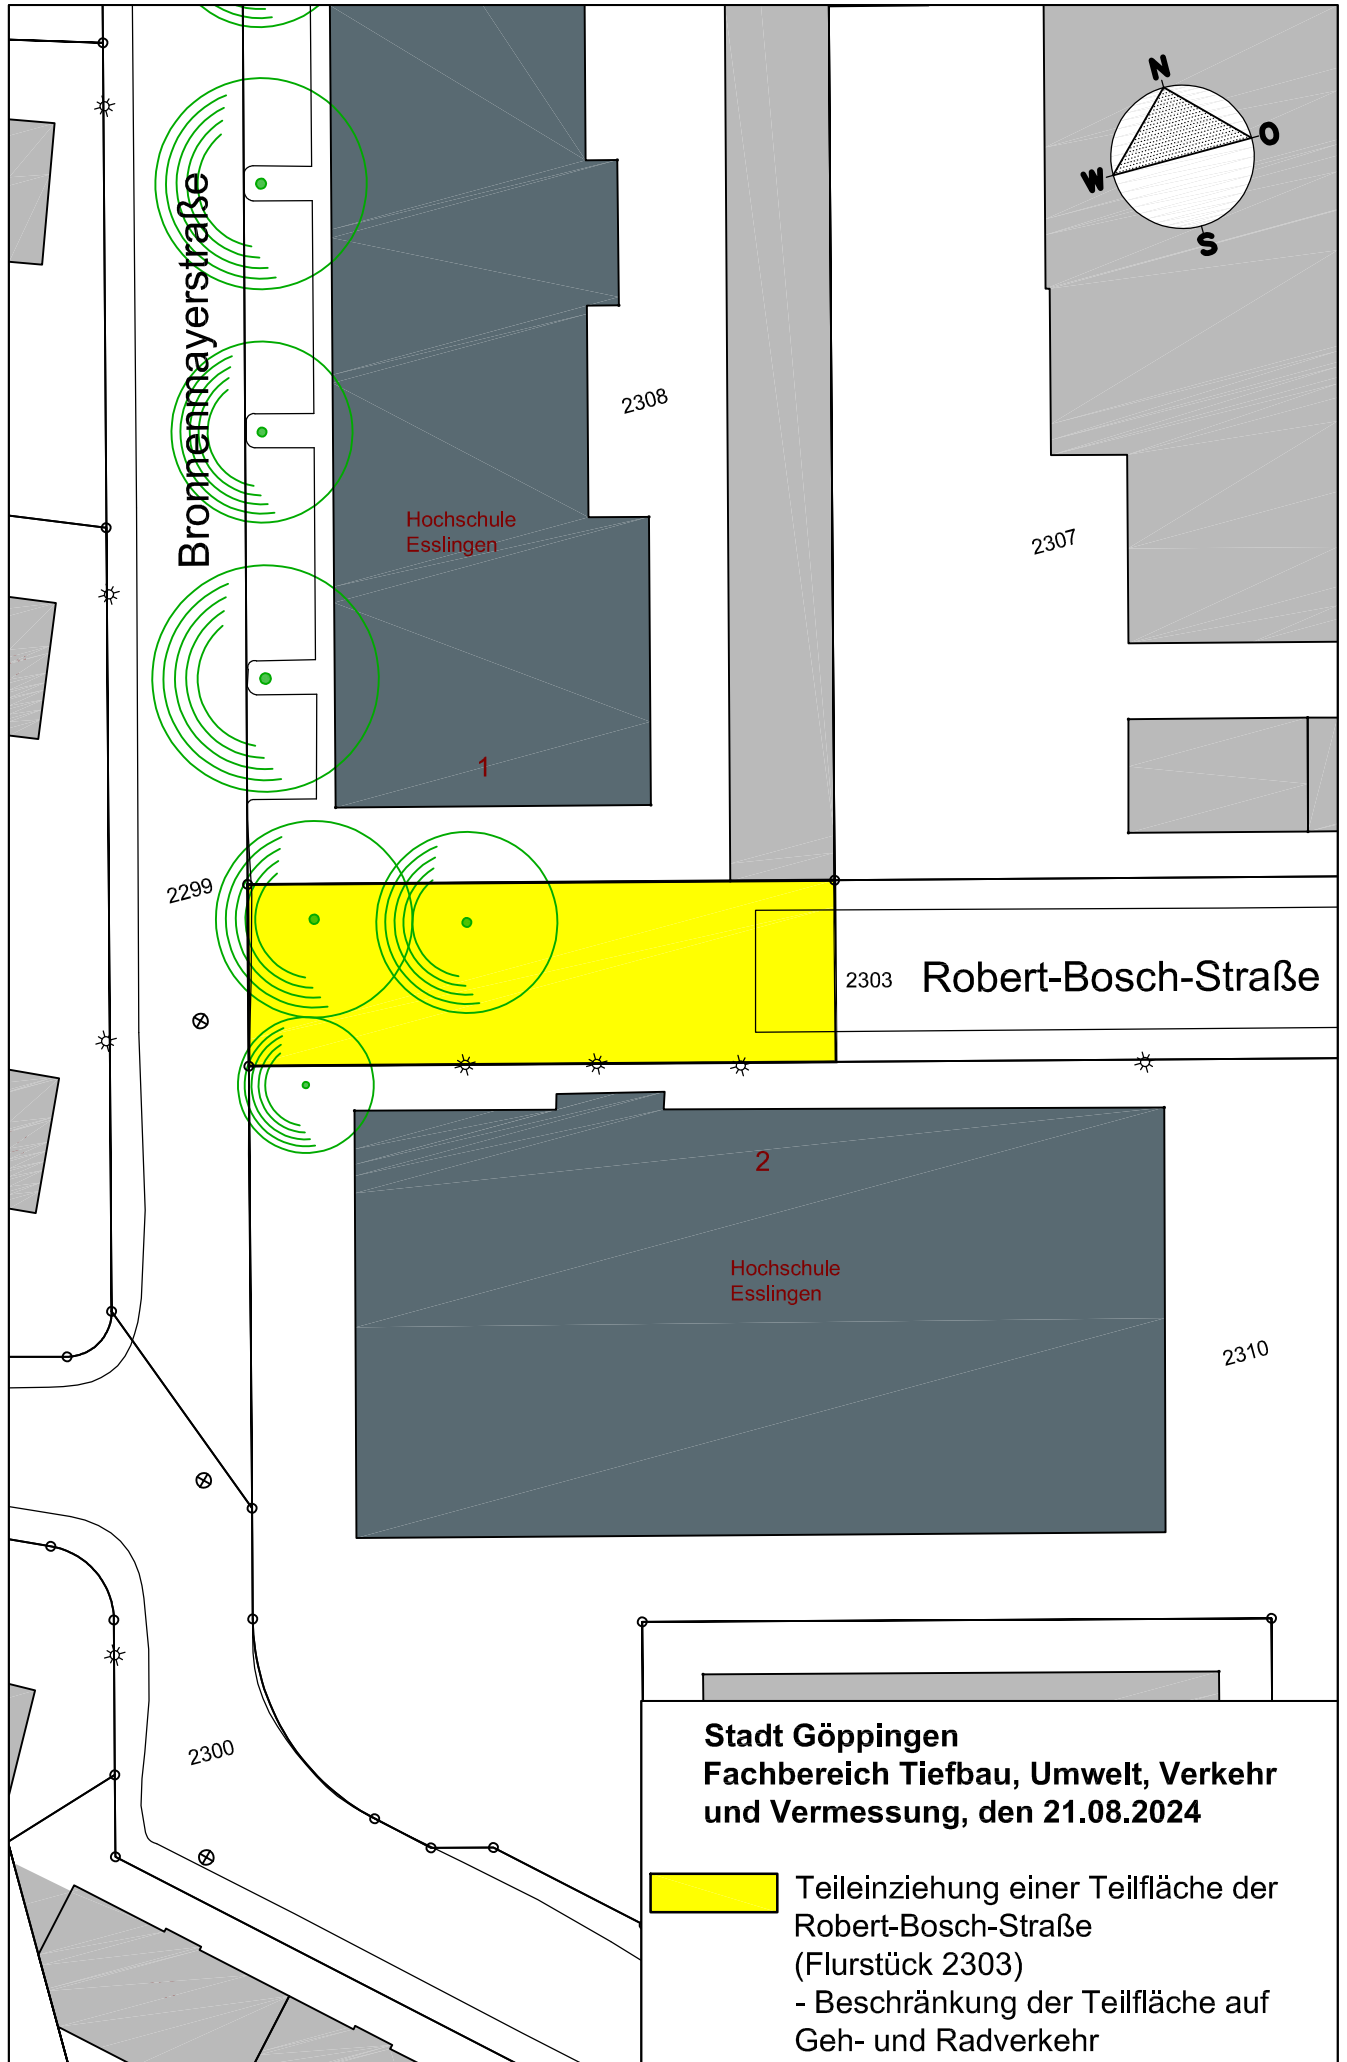 N
O
W
S
Bronnenmayerstraße
2308
Hochschule
Esslingen
2307
1
2299
2303
Robert-Bosch-Straße
2
Hochschule
Esslingen
2310
2300
Stadt Göppingen
Fachbereich Tiefbau, Umwelt, Verkehr
und Vermessung, den 21.08.2024
Teileinziehung einer Teilfläche der
Robert-Bosch-Straße
(Flurstück 2303)
- Beschränkung der Teilfläche auf
Geh- und Radverkehr